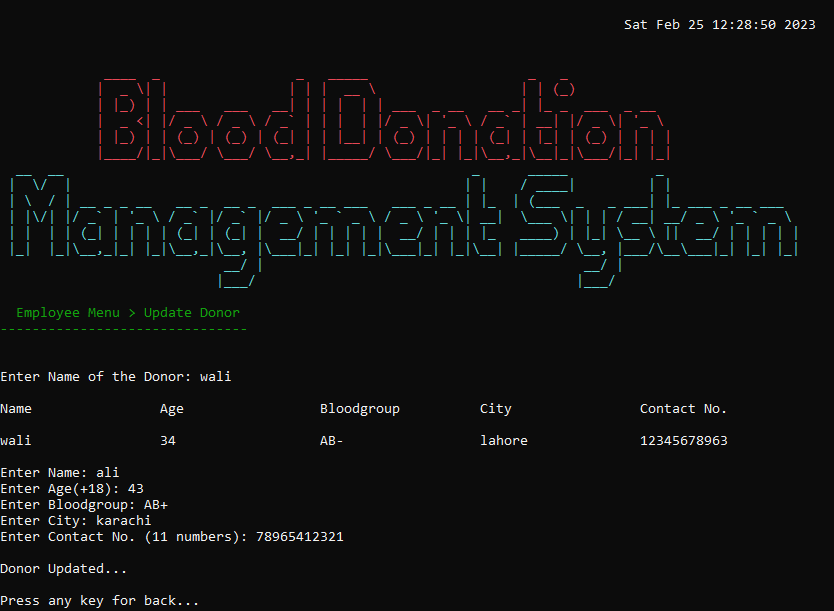 Sat Feb 25 12:28:50 2023
Blood Donation
Management System
Employee Menu > Update Donor
-------------------------------
Enter Name of the Donor: wali
Name Age Bloodgroup City Contact No.
wali 34 AB- lahore 12345678963
Enter Name: ali
Enter Age(+18): 43
Enter Bloodgroup: AB+
Enter City: karachi
Enter Contact No. (11 numbers): 78965412321
Donor Updated...
Press any key for back...